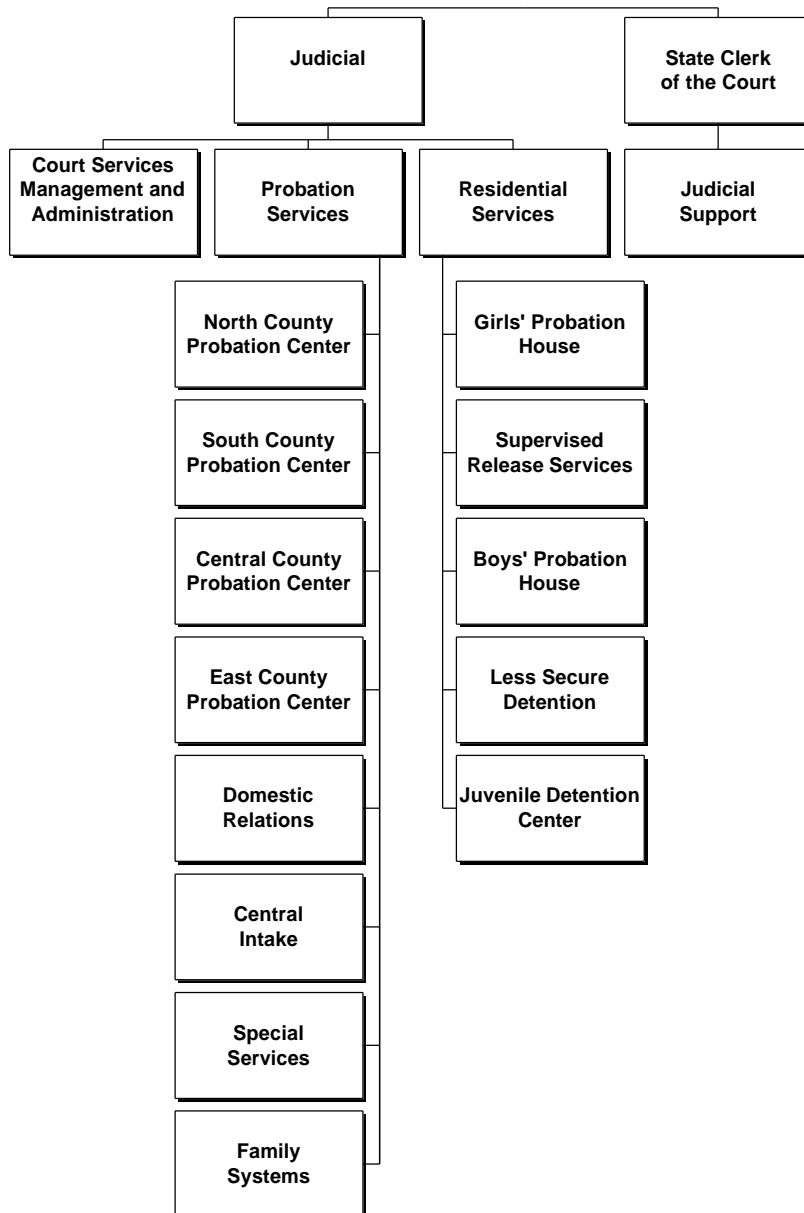 Judicial
State Clerk
of the Court
Court Services
Management and
Administration
Probation
Services
Residential
Services
Judicial
Support
North County
Probation Center
South County
Probation Center
Central County
Probation Center
East County
Probation Center
Domestic
Relations
Central
Intake
Special
Services
Family
Systems
Girls' Probation
House
Supervised
Release Services
Boys' Probation
House
Less Secure
Detention
Juvenile Detention
Center